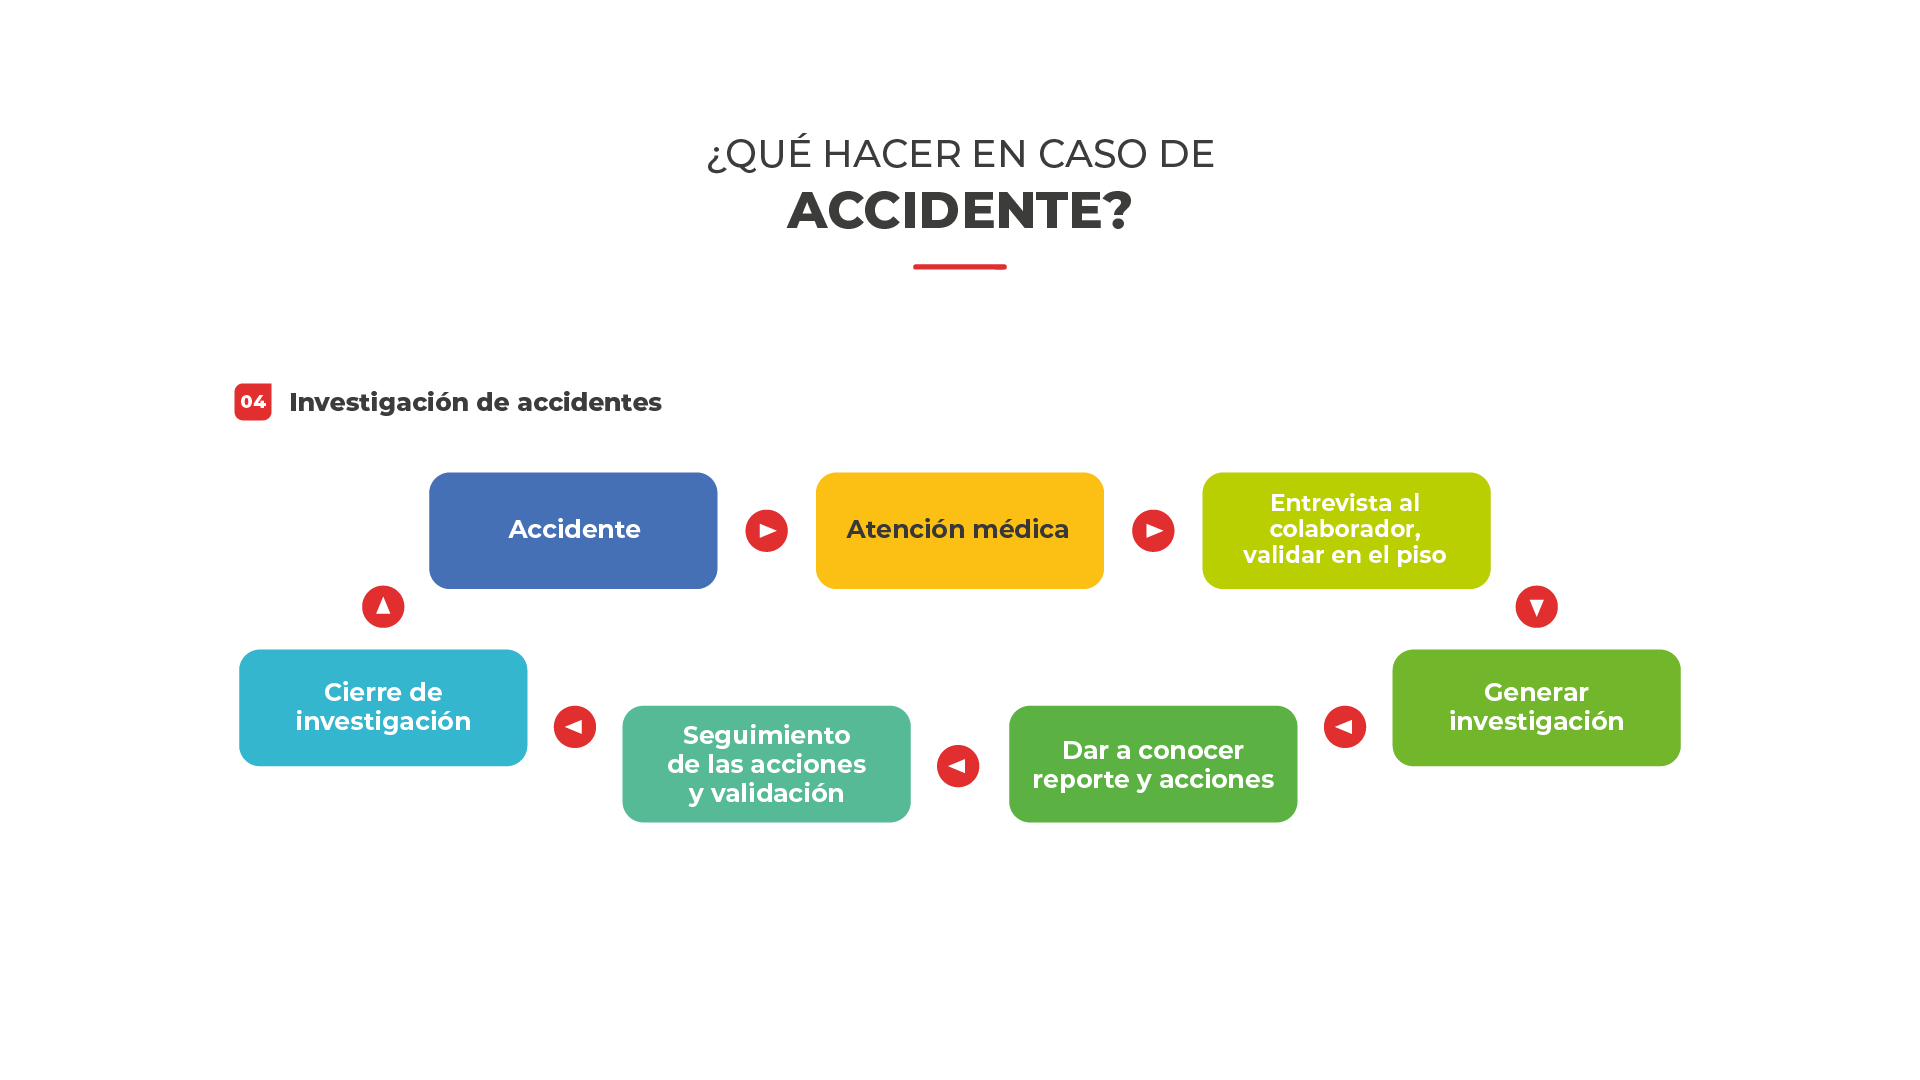 ¿QUÉ HACER EN CASO DE
ACCIDENTE?
04 Investigación de accidentes
Accidente
Atención médica
Entrevista al
colaborador,
validar en el piso
Generar
investigación
Dar a conocer
reporte y acciones
Seguimiento
de las acciones
y validación
Cierre de
investigación